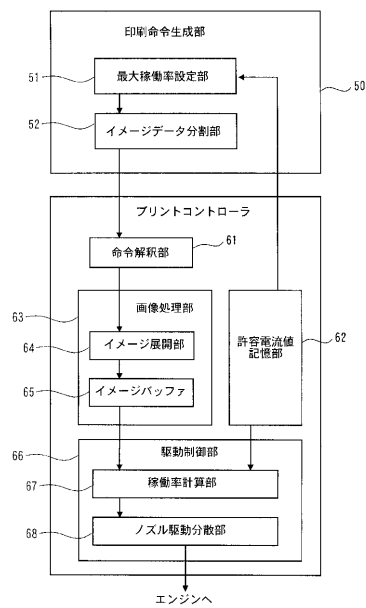 印刷命令生成部
51
最大稼働率設定部
50
52
イメージデータ分割部
プリントコントローラ
命令解釈部
61
63
画像処理部
64
イメージ展開部
許容電流値
記憶部
62
65
イメージバッファ
66
駆動制御部
67
稼働率計算部
68
ノズル駆動分散部
エンジンへ